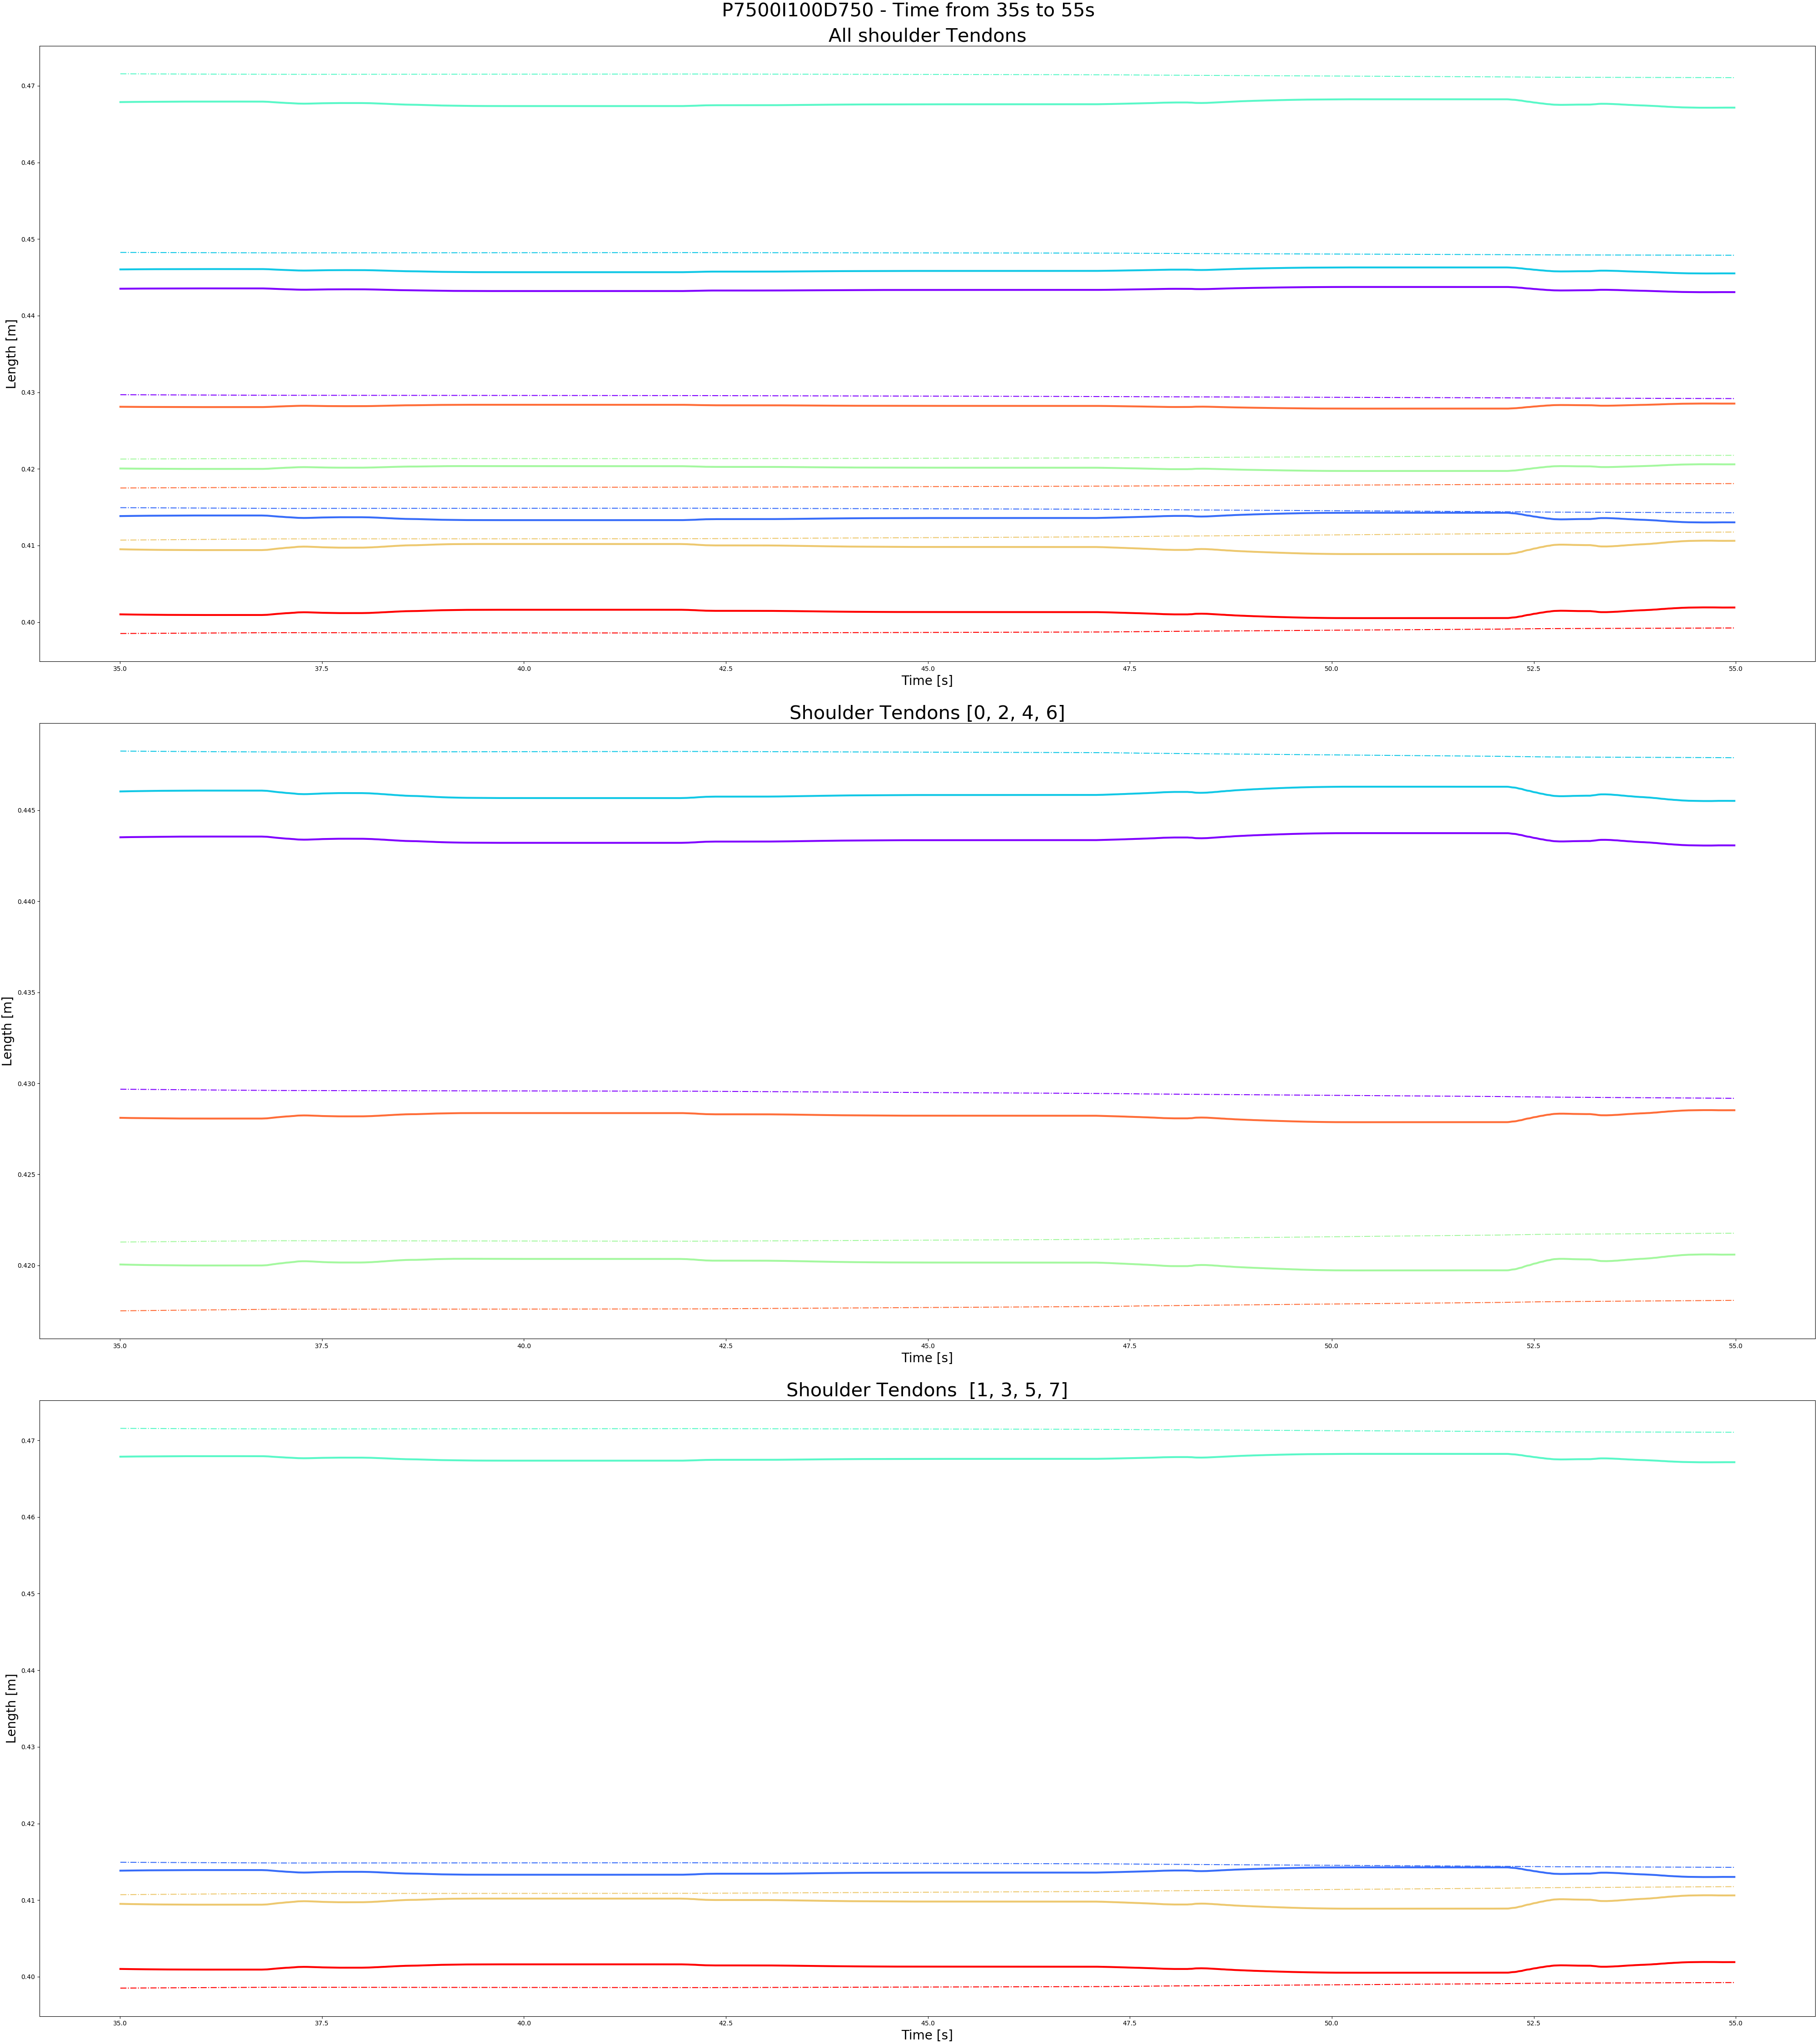 P7500I100D750 - Time from 35s to 55s
All shoulder Tendons
0.47
0.46
0.45
0.44
0.43
0.42
0.41
0.40
Length [m]
35.0 37.5 40.0 42.5 45.0 47.5 50.0 52.5 55.0
Time [s]
Shoulder Tendons [0, 2, 4, 6]
0.445
0.440
0.435
0.430
0.425
0.420
Length [m]
35.0 37.5 40.0 42.5 45.0 47.5 50.0 52.5 55.0
Time [s]
Shoulder Tendons  [1, 3, 5, 7]
0.47
0.46
0.45
0.44
0.43
0.42
0.41
0.40
Length [m]
35.0 37.5 40.0 42.5 45.0 47.5 50.0 52.5 55.0
Time [s]